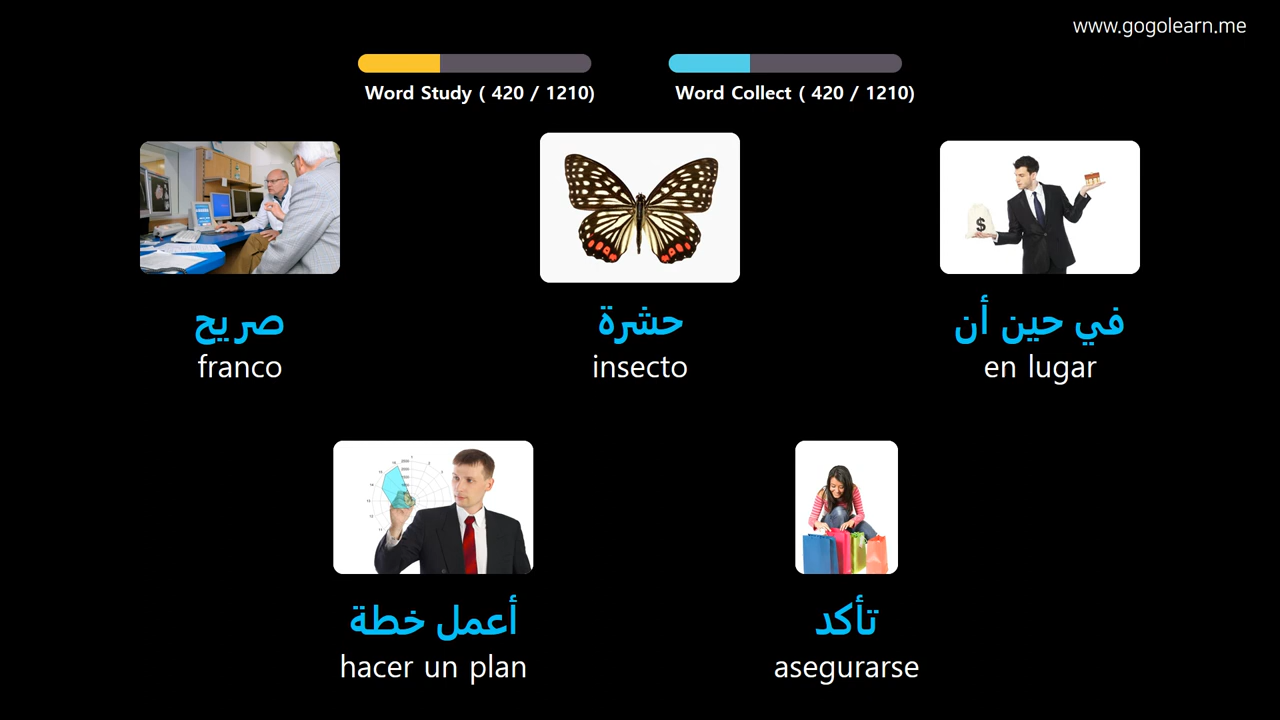 www.gogolearn.me
Word Study ( 420 / 1210)
Word Collect ( 420 / 1210)
صريح
franco
حشرة
insecto
في حين أن
en lugar
أعمل خطة
hacer un plan
تأكد
asegurarse